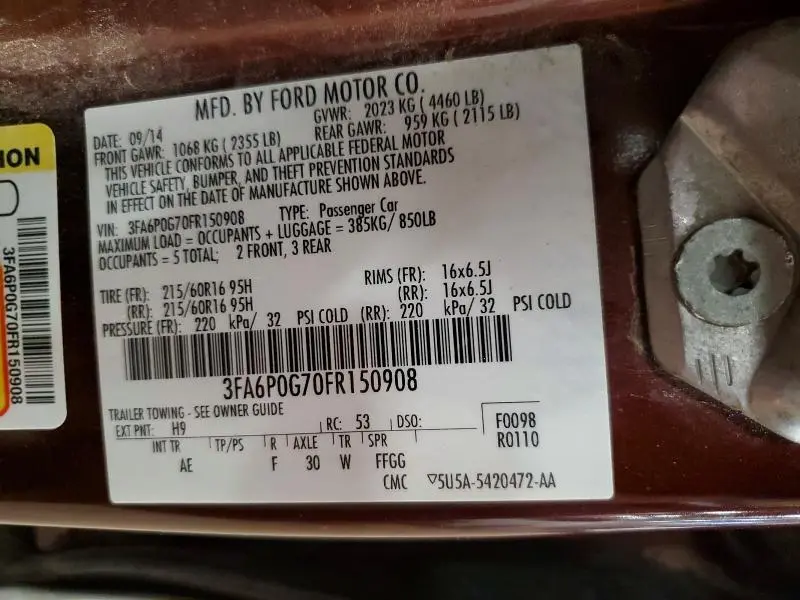 MFD. BY FORD MOTOR CO.
DATE: 09/14 GVWR: 2023 KG ( 4460 LB)
FRONT GAWR: 1068 KG ( 2355 LB) REAR GAWR: 959 KG ( 2115 LB)
THIS VEHICLE CONFORMS TO ALL APPLICABLE FEDERAL MOTOR
VEHICLE SAFETY, BUMPER, AND THEFT PREVENTION STANDARDS
IN EFFECT ON THE DATE OF MANUFACTURE SHOWN ABOVE.
VIN: 3FA6P0G70FR150908 TYPE: Passenger Car
MAXIMUM LOAD = OCCUPANTS + LUGGAGE = 385KG/ 850LB
OCCUPANTS = 5 TOTAL; 2 FRONT, 3 REAR
TIRE (FR): 215/60R16 95H RIMS (FR): 16x6.5J
(RR): 215/60R16 95H (RR): 16x6.5J
PRESSURE (FR): 220 kPa/ 32 PSI COLD (RR): 220 kPa/ 32 PSI COLD
3FA6P0G70FR150908
TRAILER TOWING - SEE OWNER GUIDE
EXT PNT: H9 RC: 53 DSO: F0098
R0110
INT TR TP/PS R AXLE TR SPR
AE F 30 W FFGG
CMC ▽5U5A-5420472-AA
ION
3FA6P0G70FR150908